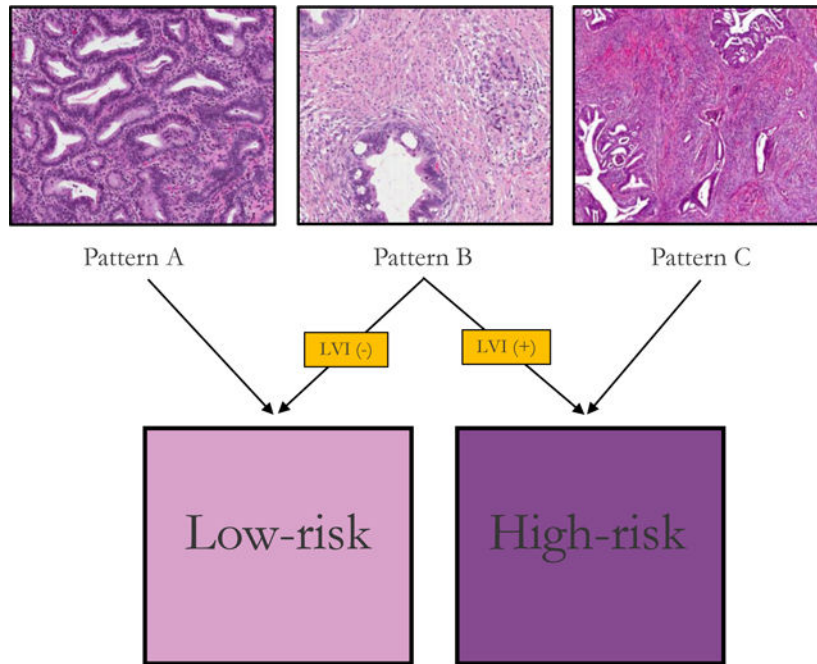 Pattern A
Pattern B
Pattern C
LVI (-)
LVI (+)
Low-risk
High-risk